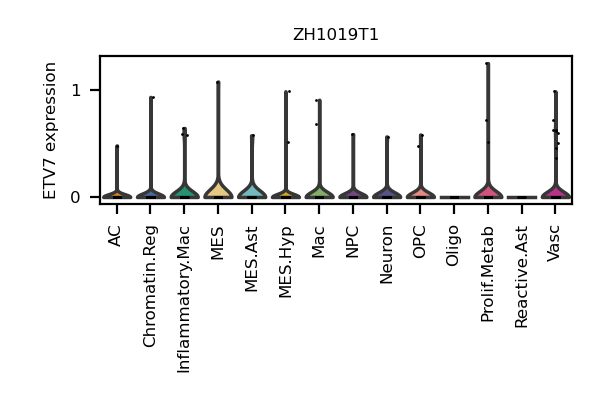 ZH1019T1
ETV7 expression
1
0
AC
Chromatin.Reg
Inflammatory.Mac
MES
MES.Ast
MES.Hyp
Mac
NPC
Neuron
OPC
Oligo
Prolif.Metab
Reactive.Ast
Vasc